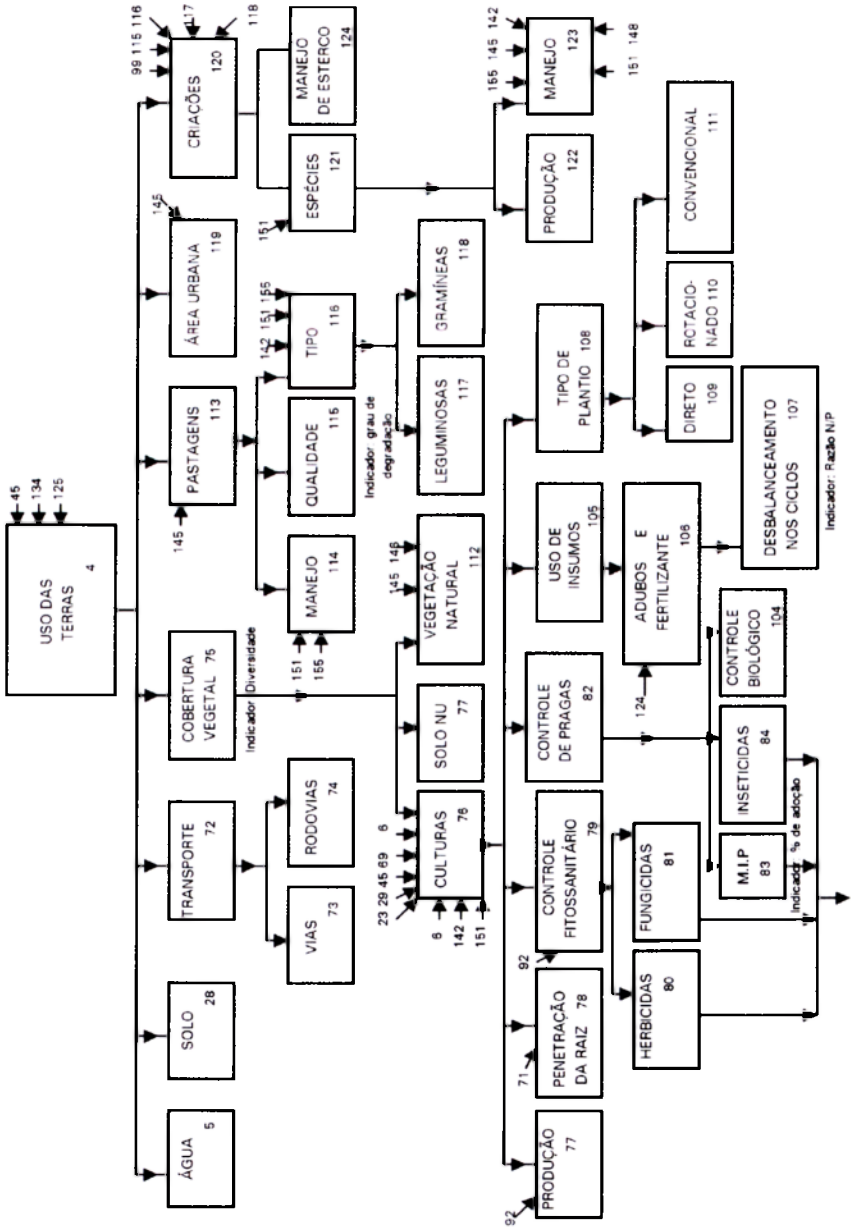 USO DAS
TERRAS
4
45
134
125
ÁGUA
5
SOLO
28
TRANSPORTE
72
COBERTURA
VEGETAL 75
Indicador: Diversidade
PASTAGENS
113
145
ÁREA URBANA
119
145
CRIAÇÕES
120
99 115 116
117
118
VIAS
73
RODOVIAS
74
MANEJO
114
151
155
QUALIDADE
115
Indicador grau de
degradação
TIPO
116
142 151 155
ESPÉCIES
121
151
MANEJO
DE ESTERCO
124
CULTURAS
76
23 29 45 69 6
6
142
151
SOLO NU
77
VEGETAÇÃO
NATURAL
112
145 146
LEGUMINOSAS
117
GRAMÍNEAS
118
PRODUÇÃO
122
MANEJO
123
155 145 142
151 148
PRODUÇÃO
77
92
PENETRAÇÃO
DA RAIZ 78
71
CONTROLE
FITOSSANITÁRIO
79
92
CONTROLE
DE PRAGAS
82
USO DE
INSUMOS
105
TIPO DE
PLANTIO
108
HERBICIDAS
80
FUNGICIDAS
81
M.I.P
83
INSETICIDAS
84
Indicador: % de adoção
CONTROLE
BIOLÓGICO
104
ADUBOS E
FERTILIZANTE
106
124
DIRETO
109
ROTACIO-
NADO 110
CONVENCIONAL
111
DESBALANCEAMENTO
NOS CICLOS
107
Indicador: Razão N/P